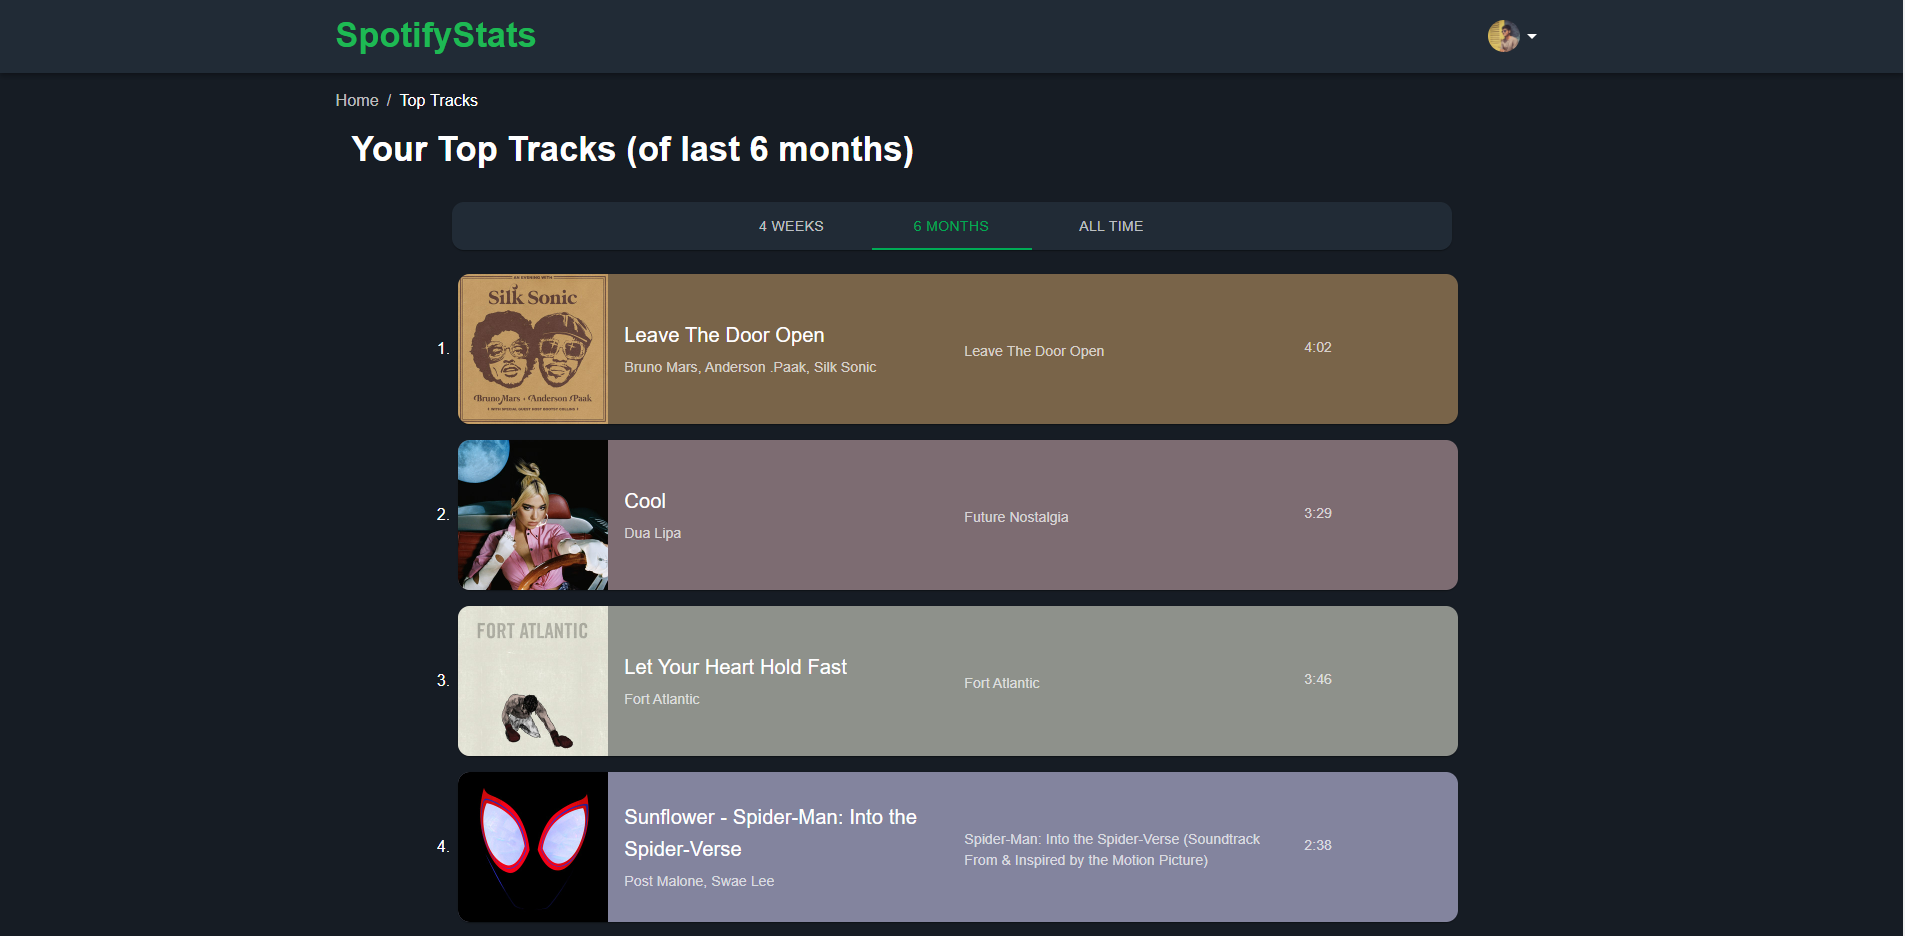 SpotifyStats
Home / Top Tracks
Your Top Tracks (of last 6 months)
4 WEEKS 6 MONTHS ALL TIME
1.
AN EVENING WITH
Silk Sonic
Bruno Mars + Anderson .Paak
Leave The Door Open
Bruno Mars, Anderson .Paak, Silk Sonic
Leave The Door Open
4:02
2.
Cool
Dua Lipa
Future Nostalgia
3:29
3.
FORT ATLANTIC
Let Your Heart Hold Fast
Fort Atlantic
Fort Atlantic
3:46
4.
Sunflower - Spider-Man: Into the
Spider-Verse
Post Malone, Swae Lee
Spider-Man: Into the Spider-Verse (Soundtrack
From & Inspired by the Motion Picture)
2:38